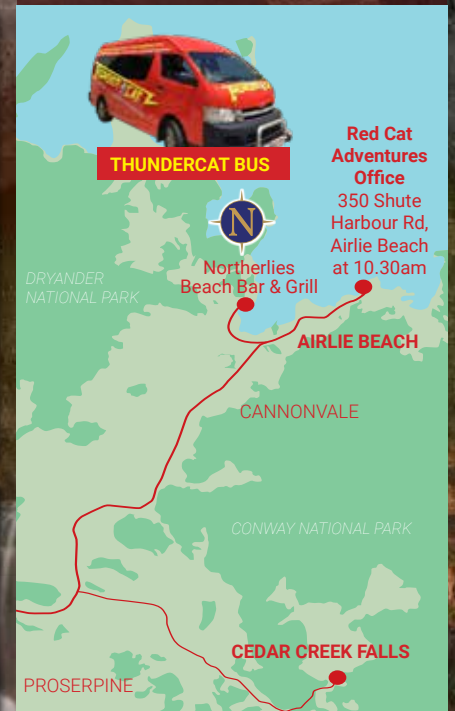 THUNDERCAT BUS
Red Cat
Adventures
Office
350 Shute
Harbour Rd,
Airlie Beach
at 10.30am
N
Northerlies
Beach Bar & Grill
DRYANDER
NATIONAL PARK
AIRLIE BEACH
CANNONVALE
CONWAY NATIONAL PARK
CEDAR CREEK FALLS
PROSERPINE